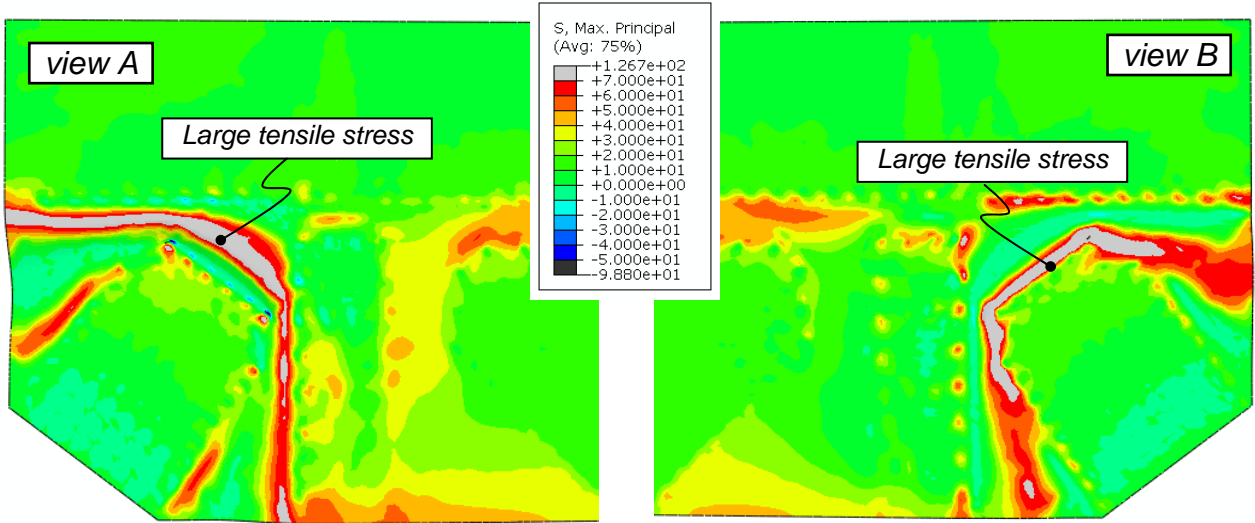 view A
Large tensile stress
S, Max. Principal
(Avg: 75%)
+1.267e+02
+7.000e+01
+6.000e+01
+5.000e+01
+4.000e+01
+3.000e+01
+2.000e+01
+1.000e+01
+0.000e+00
-1.000e+01
-2.000e+01
-3.000e+01
-4.000e+01
-5.000e+01
-9.880e+01
view B
Large tensile stress